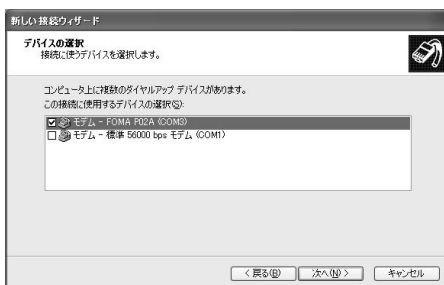 新しい接続ウィザード
デバイスの選択
接続に使うデバイスを選択します。
コンピュータ上に複数のダイヤルアップ デバイスがあります。
この接続に使用するデバイスの選択(S):
モデム - FOMA P02A (COM3)
モデム - 標準 56000 bps モデム (COM1)
< 戻る(B) 次へ(N) > キャンセル